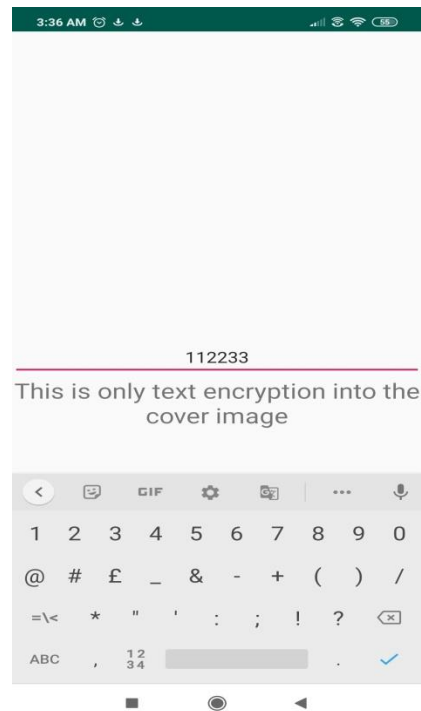 3:36 AM 55
112233
This is only text encryption into the
cover image
GIF
1 2 3 4 5 6 7 8 9 0
@ # £ _ & - + ( ) /
=\< * " ' : ; ! ?
ABC , 12 .
34